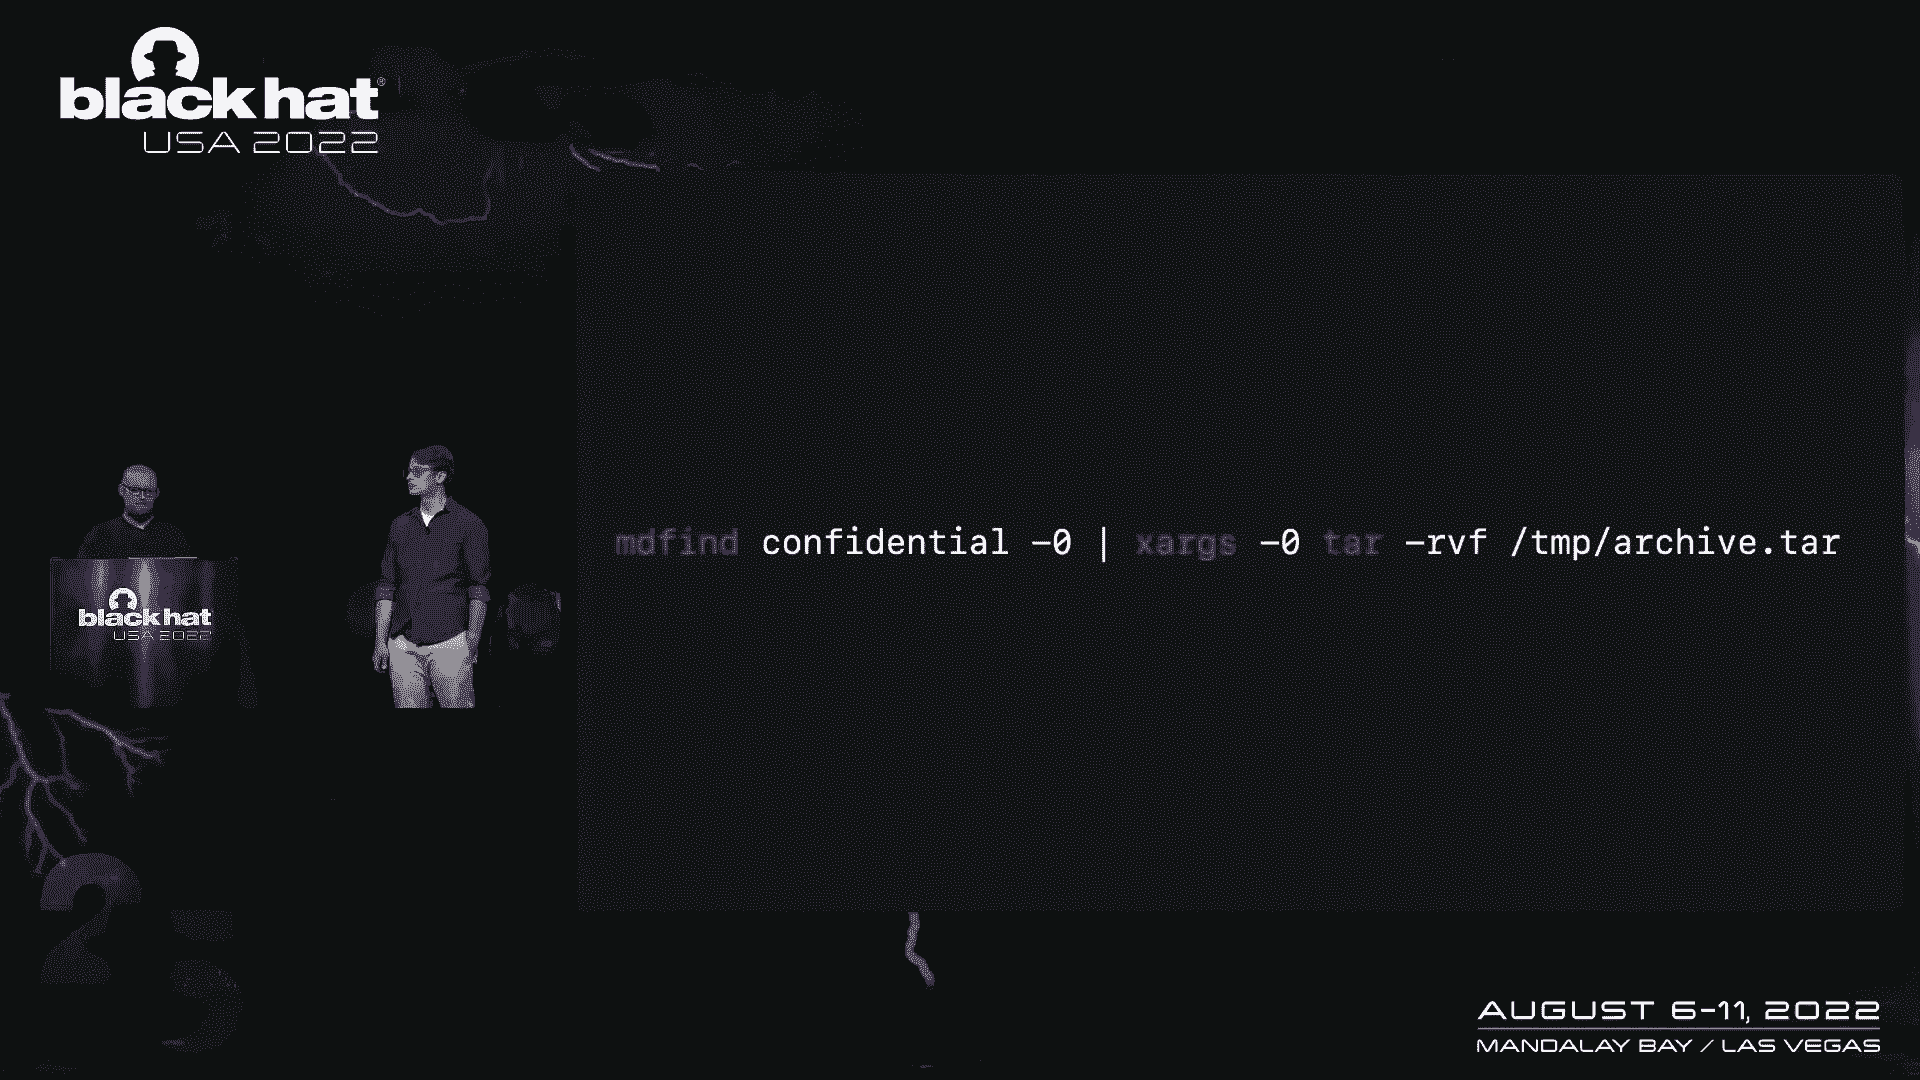 black hat®
USA 2022
mdfind confidential -0 | xargs -0 tar -rvf /tmp/archive.tar
black hat
USA 2022
25
AUGUST 6-11, 2022
MANDALAY BAY / LAS VEGAS